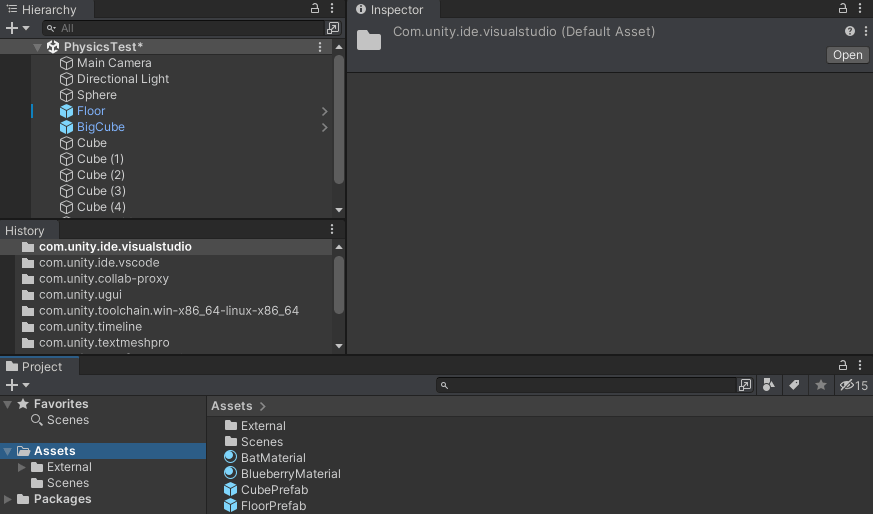 Hierarchy
All
PhysicsTest*
Main Camera
Directional Light
Sphere
Floor
BigCube
Cube
Cube (1)
Cube (2)
Cube (3)
Cube (4)
Inspector
Com.unity.ide.visualstudio (Default Asset)
Open
History
com.unity.ide.visualstudio
com.unity.ide.vscode
com.unity.collab-proxy
com.unity.ugui
com.unity.toolchain.win-x86_64-linux-x86_64
com.unity.timeline
com.unity.textmeshpro
Project
15
Favorites
Scenes
Assets
External
Scenes
Packages
Assets
External
Scenes
BatMaterial
BlueberryMaterial
CubePrefab
FloorPrefab